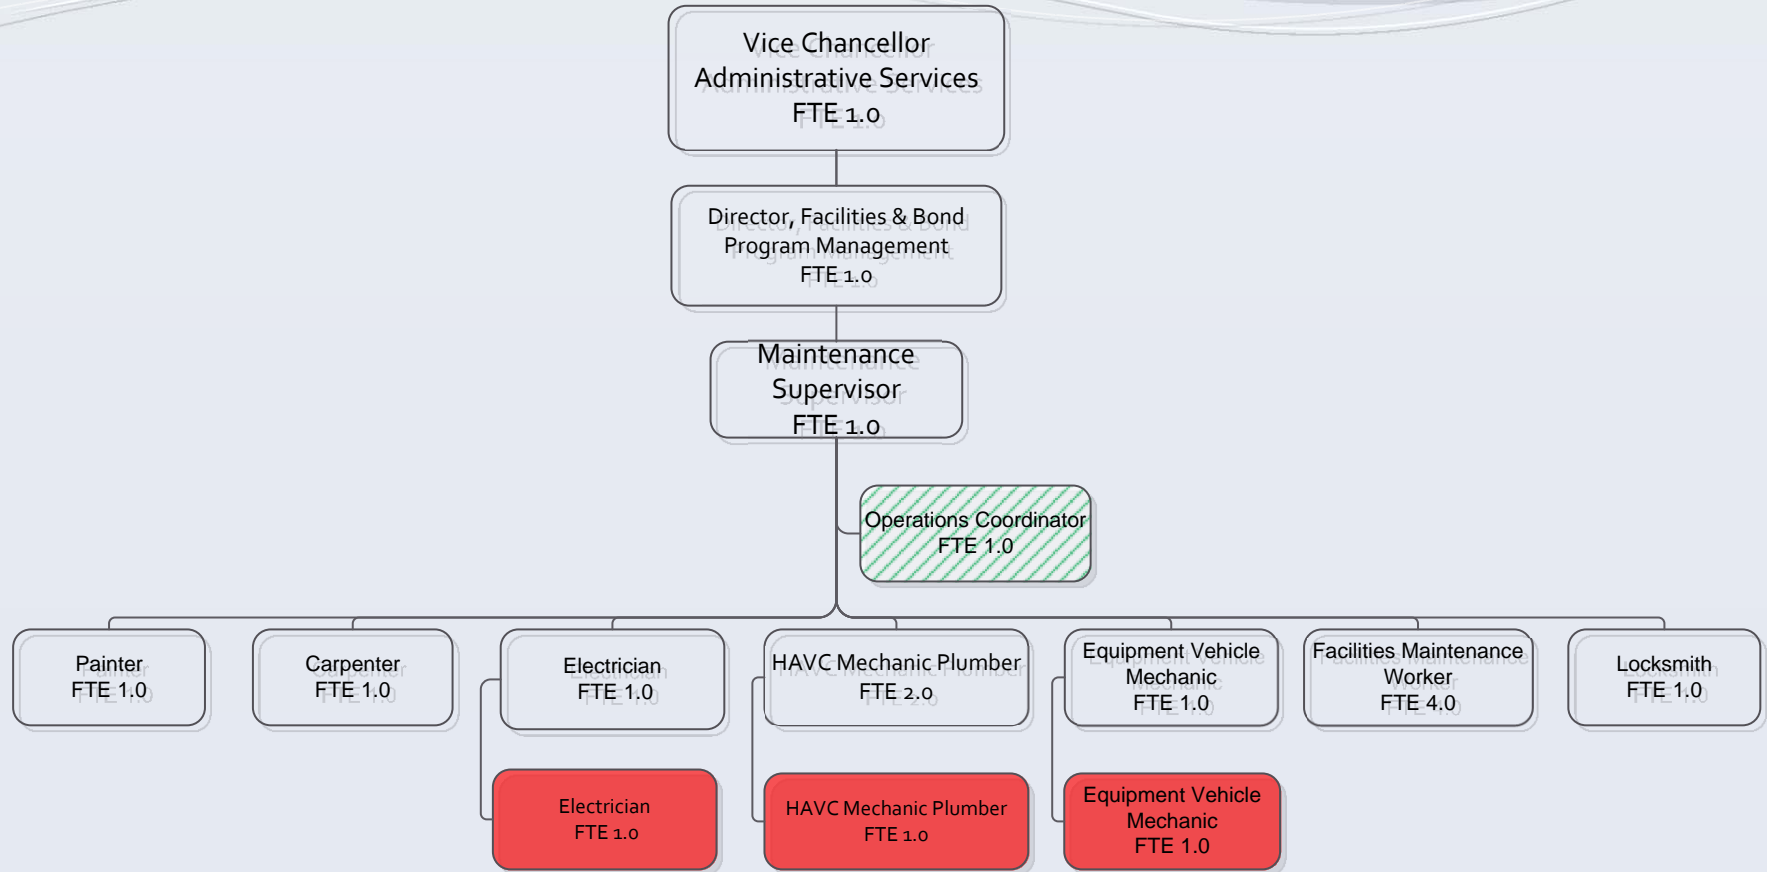 Vice Chancellor
Administrative Services
FTE 1.0
Director, Facilities & Bond
Program Management
FTE 1.0
Maintenance
Supervisor
FTE 1.0
Operations Coordinator
FTE 1.0
Painter
FTE 1.0
Carpenter
FTE 1.0
Electrician
FTE 1.0
HAVC Mechanic Plumber
FTE 2.0
Equipment Vehicle
Mechanic
FTE 1.0
Facilities Maintenance
Worker
FTE 4.0
Locksmith
FTE 1.0
Electrician
FTE 1.0
HAVC Mechanic Plumber
FTE 1.0
Equipment Vehicle
Mechanic
FTE 1.0